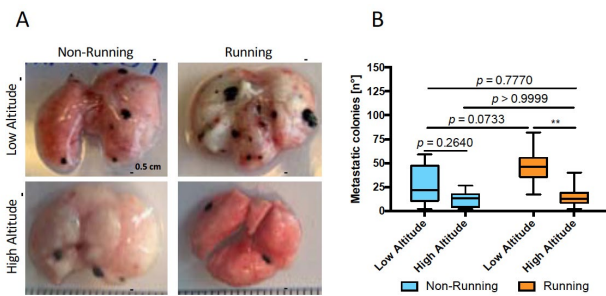 A
Non-Running
Running
Low Altitude
High Altitude
0.5 cm
B
Metastatic colonies [n°]
150
125
100
75
50
25
0
p = 0.7770
p > 0.9999
p = 0.0733
**
p = 0.2640
Low Altitude
High Altitude
Low Altitude
High Altitude
Non-Running
Running